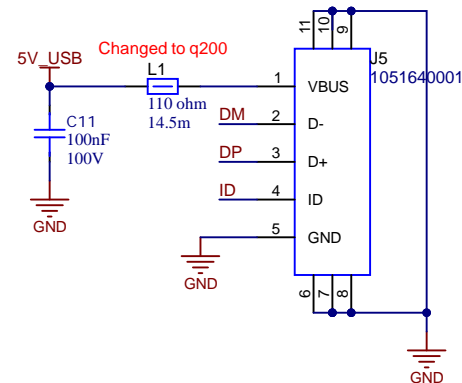 11
10
9
Changed to q200
5V_USB
L1
J5
1051640001
1
VBUS
110 ohm
14.5m
C11
100nF
100V
DM
2
D-
DP
3
D+
ID
4
ID
5
GND
GND
GND
6
7
8
GND